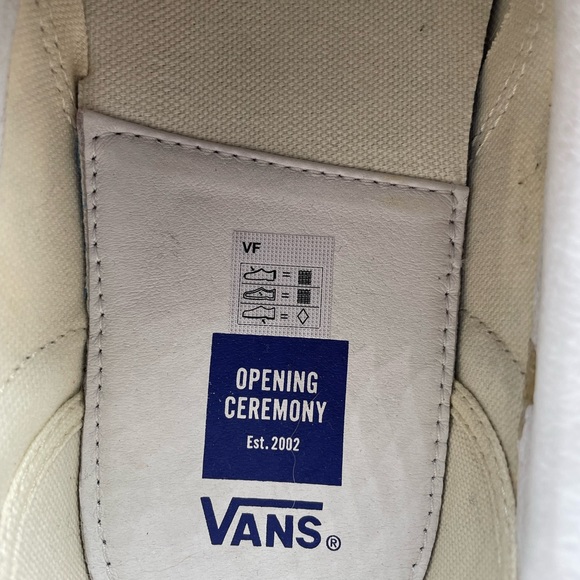 VF
OPENING
CEREMONY
Est. 2002
VANS®